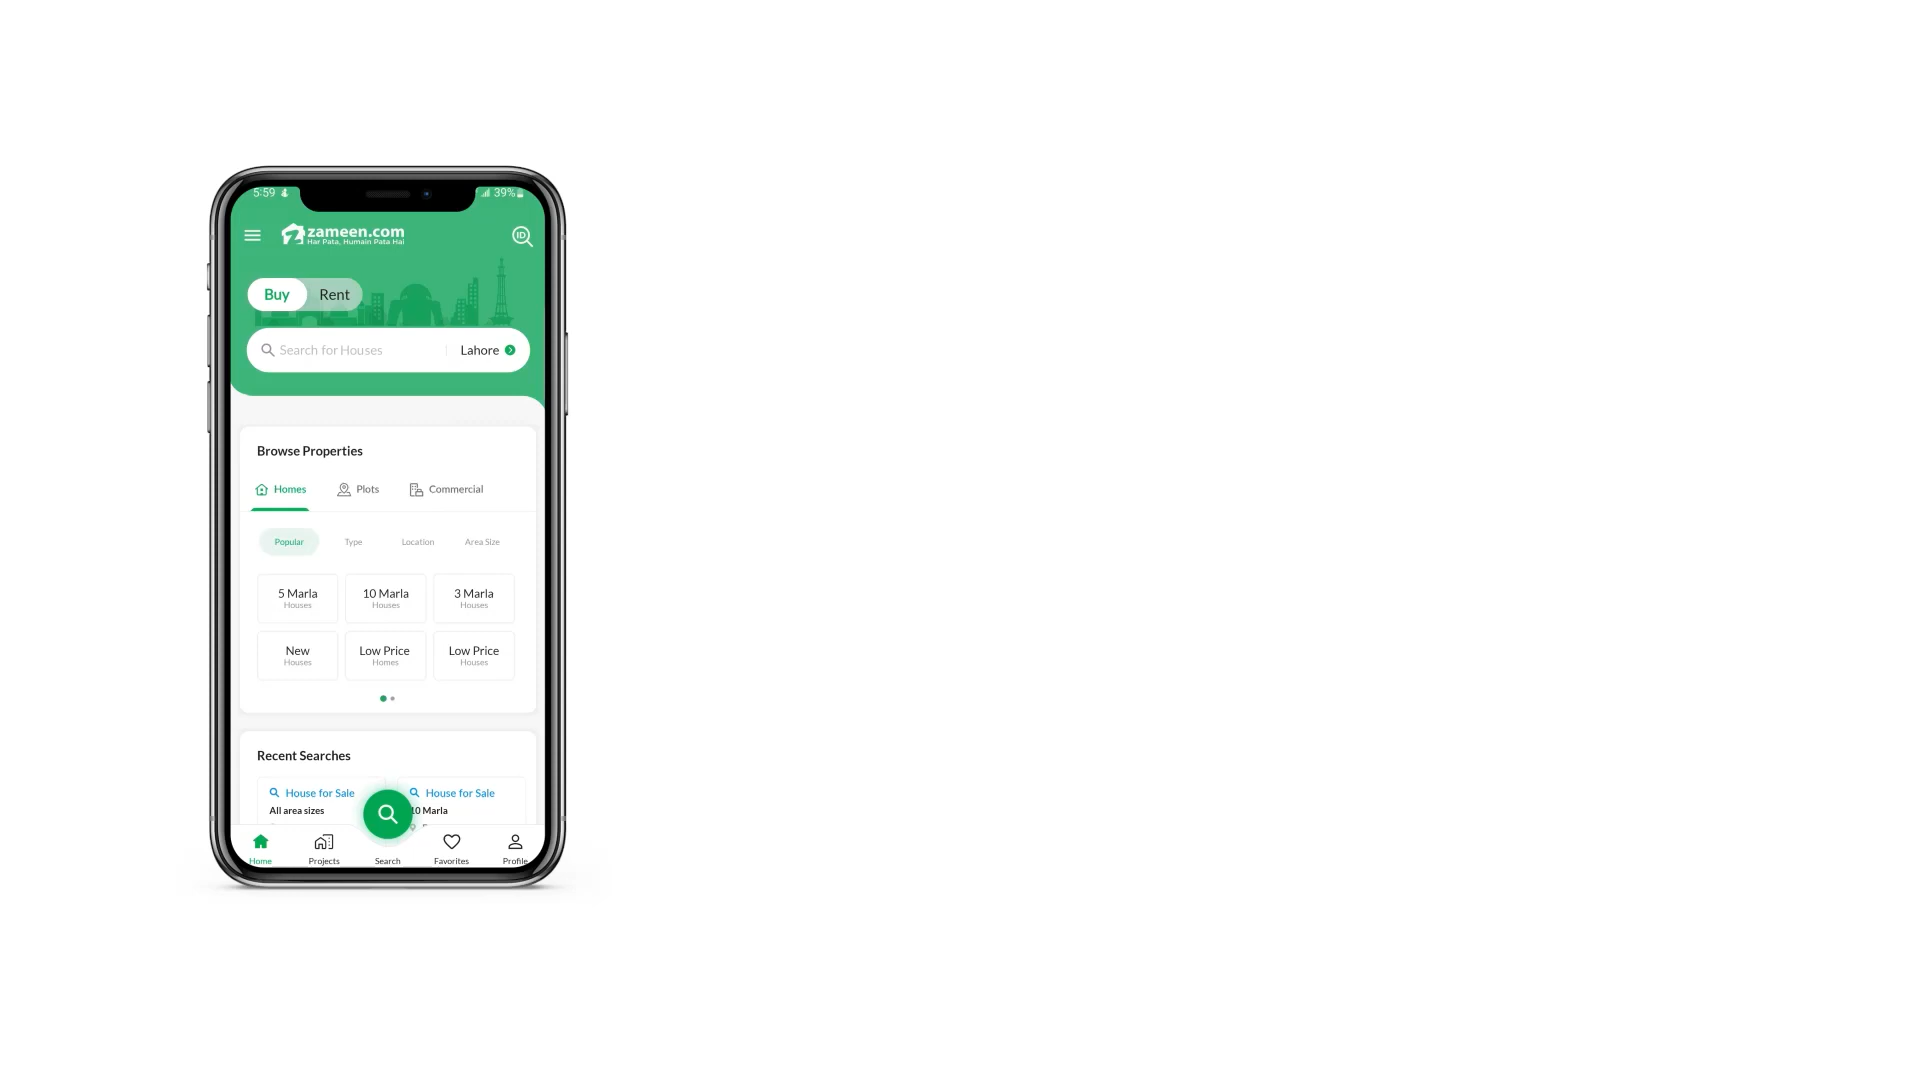 5:59
39%
zameen.com
Har Pata, Humain Pata Hai
ID
Buy Rent
Search for Houses Lahore
Browse Properties
Homes Plots Commercial
Popular Type Location Area Size
5 Marla 10 Marla 3 Marla
Houses Houses Houses
New Low Price Low Price
Houses Homes Houses
Recent Searches
House for Sale House for Sale
All area sizes 10 Marla
Home Projects Search Favorites Profile